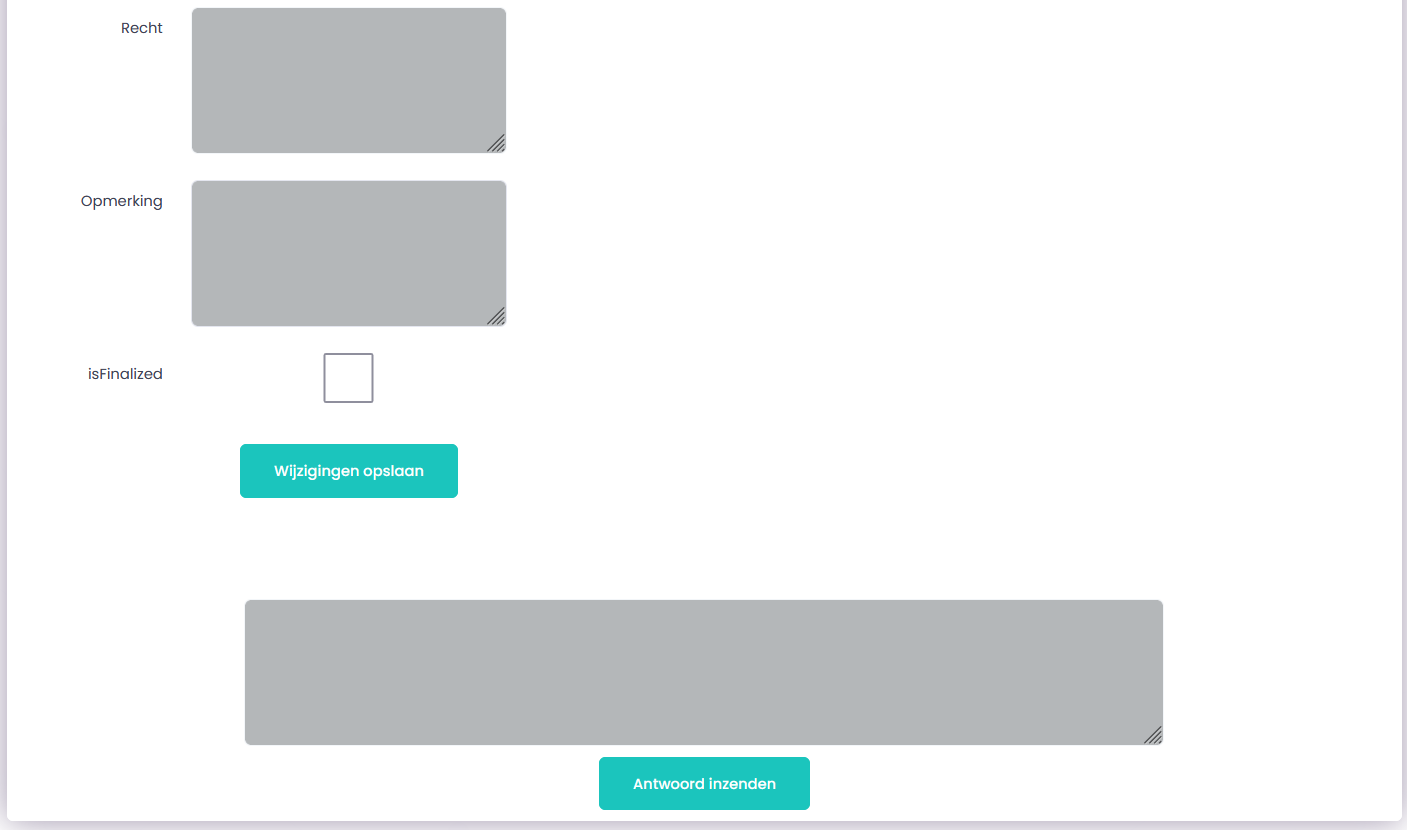 Recht
Opmerking
isFinalized
Wijzigingen opslaan
Antwoord inzenden